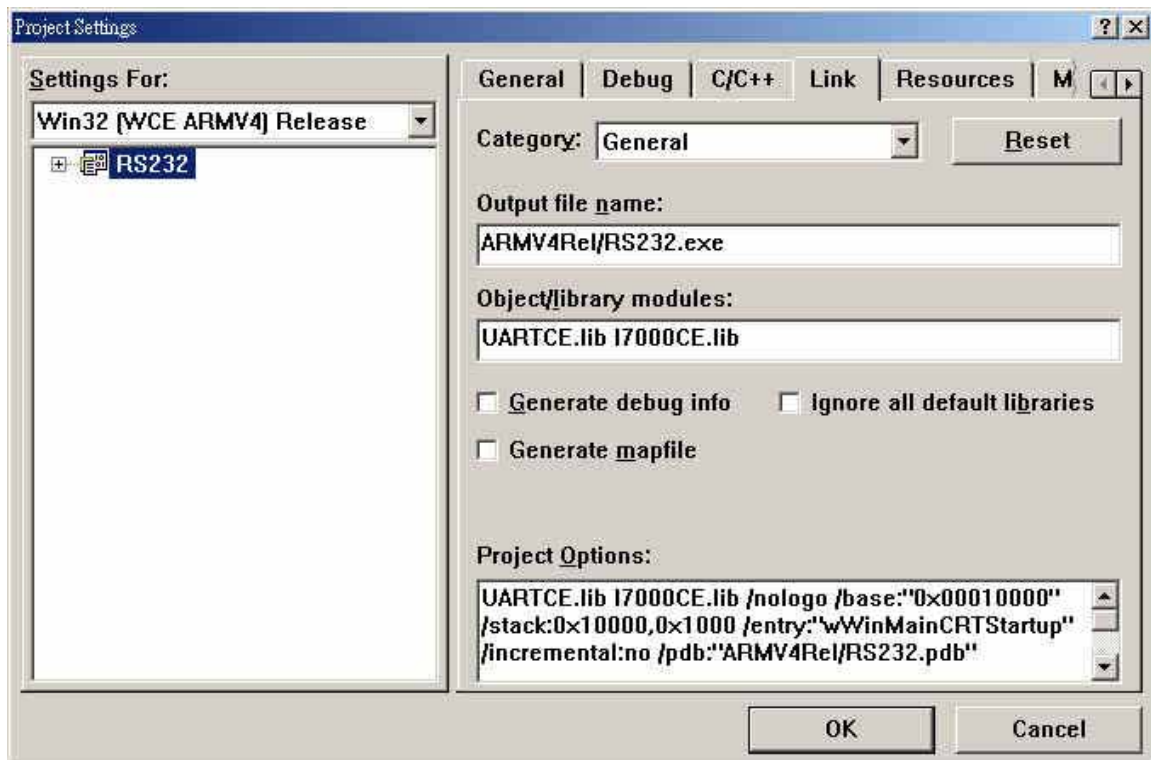 Project Settings
Settings For:
Win32 (WCE ARMV4) Release
RS232
General Debug C/C++ Link Resources M
Category: General Reset
Output file name:
ARMV4Rel/RS232.exe
Object/library modules:
UARTCE.lib I7000CE.lib
Generate debug info Ignore all default libraries
Generate mapfile
Project Options:
UARTCE.lib I7000CE.lib /nologo /base:"0x00010000"
/stack:0x10000,0x1000 /entry:"wWinMainCRTStartup"
/incremental:no /pdb:"ARMV4Rel/RS232.pdb"
OK Cancel